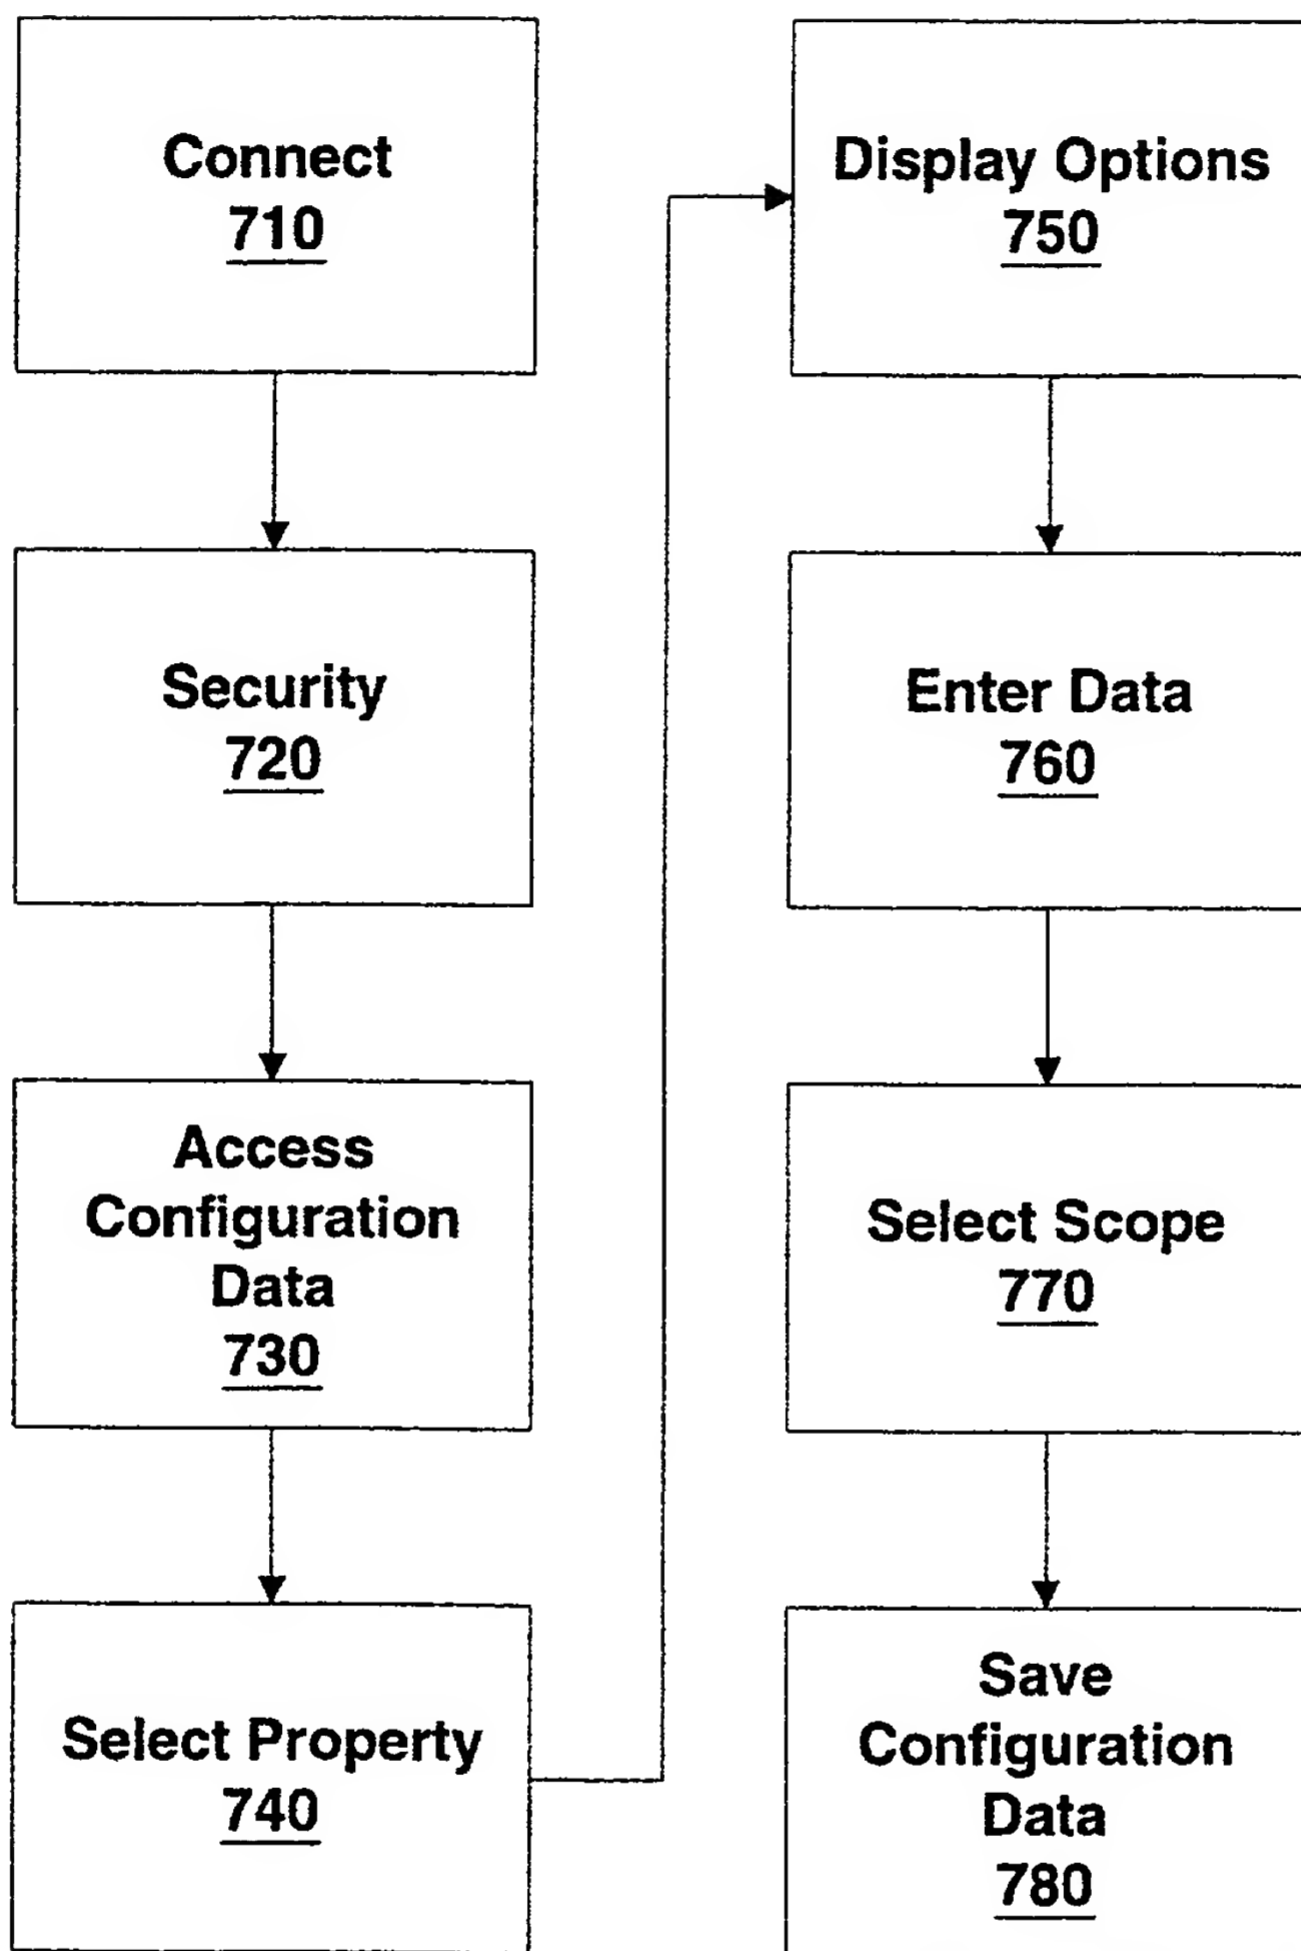 Connect
710
Security
720
Access
Configuration
Data
730
Select Property
740
Display Options
750
Enter Data
760
Select Scope
770
Save
Configuration
Data
780